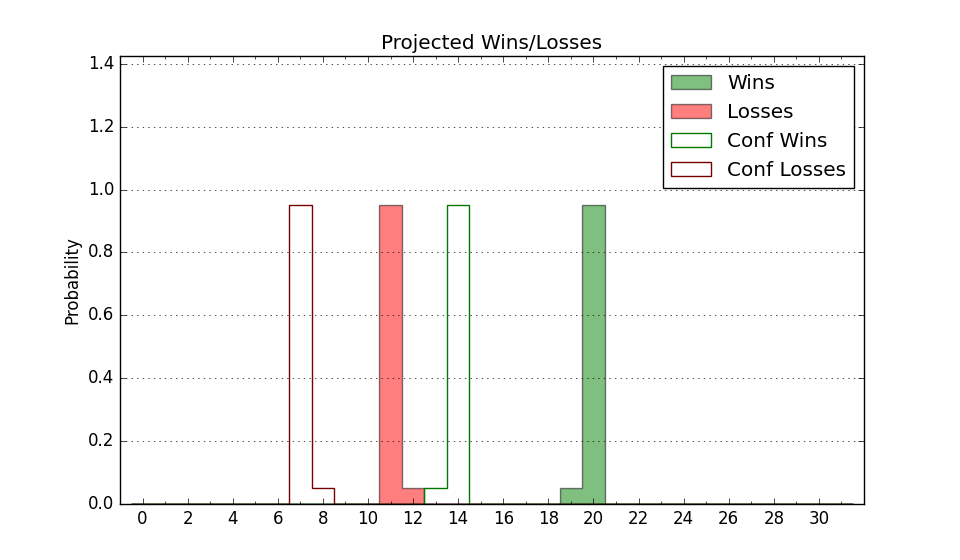 Projected Wins/Losses
1.4
1.2
1.0
0.8
0.6
0.4
0.2
0.0
Probability
Wins
Losses
Conf Wins
Conf Losses
0 2 4 6 8 10 12 14 16 18 20 22 24 26 28 30